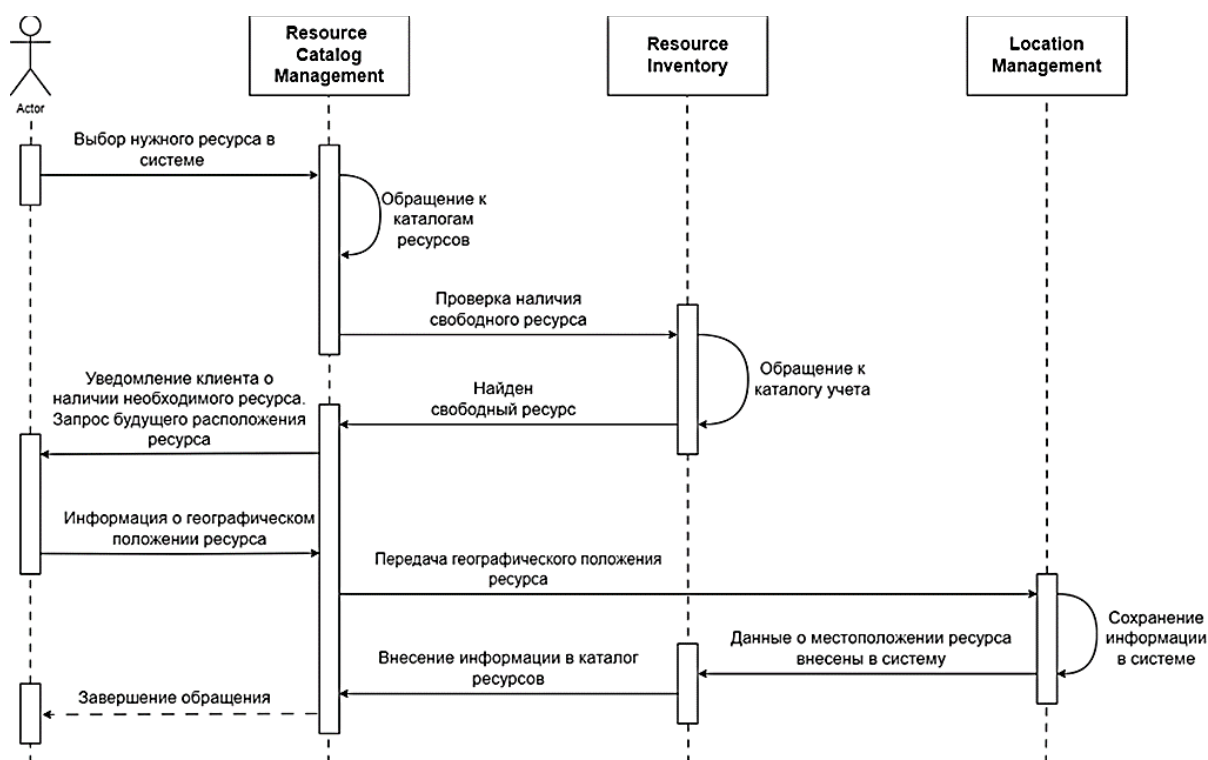 Resource
Catalog
Management
Resource
Inventory
Location
Management
Actor
Выбор нужного ресурса в
системе
Обращение к
каталогам
ресурсов
Проверка наличия
свободного ресурса
Обращение к
каталогу учета
Найден
свободный ресурс
Уведомление клиента о
наличии необходимого ресурса.
Запрос будущего расположения
ресурса
Информация о географическом
положении ресурса
Передача географического положения
ресурса
Сохранение
информации
в системе
Данные о местоположении ресурса
внесены в систему
Внесение информации в каталог
ресурсов
Завершение обращения